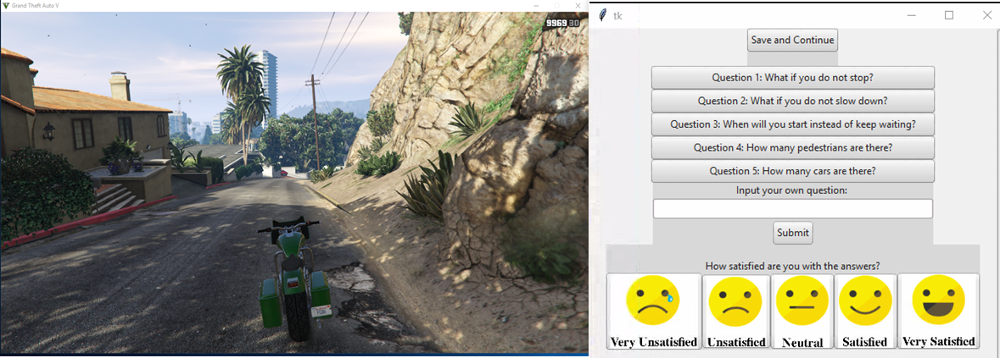 Grand Theft Auto V
tk
Save and Continue
Question 1: What if you do not stop?
Question 2: What if you do not slow down?
Question 3: When will you start instead of keep waiting?
Question 4: How many pedestrians are there?
Question 5: How many cars are there?
Input your own question:
Submit
How satisfied are you with the answers?
Very Unsatisfied
Unsatisfied
Neutral
Satisfied
Very Satisfied